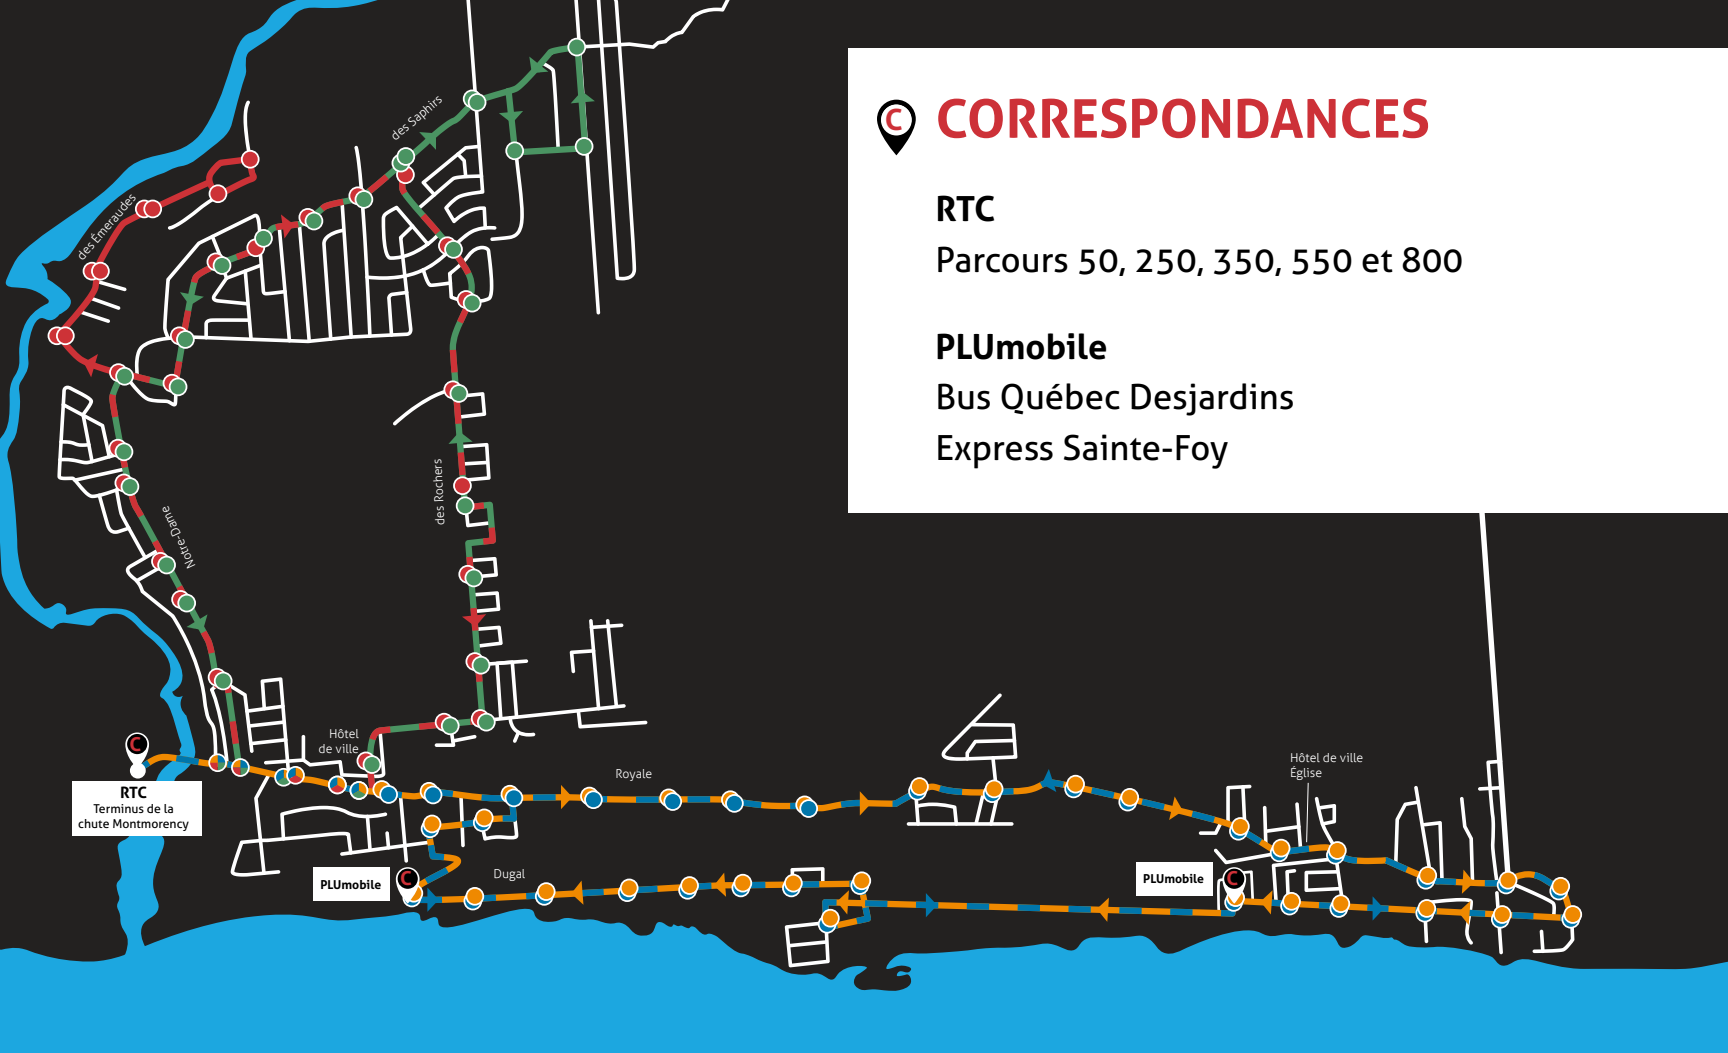 C CORRESPONDANCES
RTC
Parcours 50, 250, 350, 550 et 800
PLUmobile
Bus Québec Desjardins
Express Sainte-Foy
des Saphirs
des Émeraudes
des Rochers
Notre-Dame
Hôtel
de ville
C
RTC
Terminus de la
chute Montmorency
Royale
Hôtel de ville
Église
C
PLUmobile
Dugal
C
PLUmobile